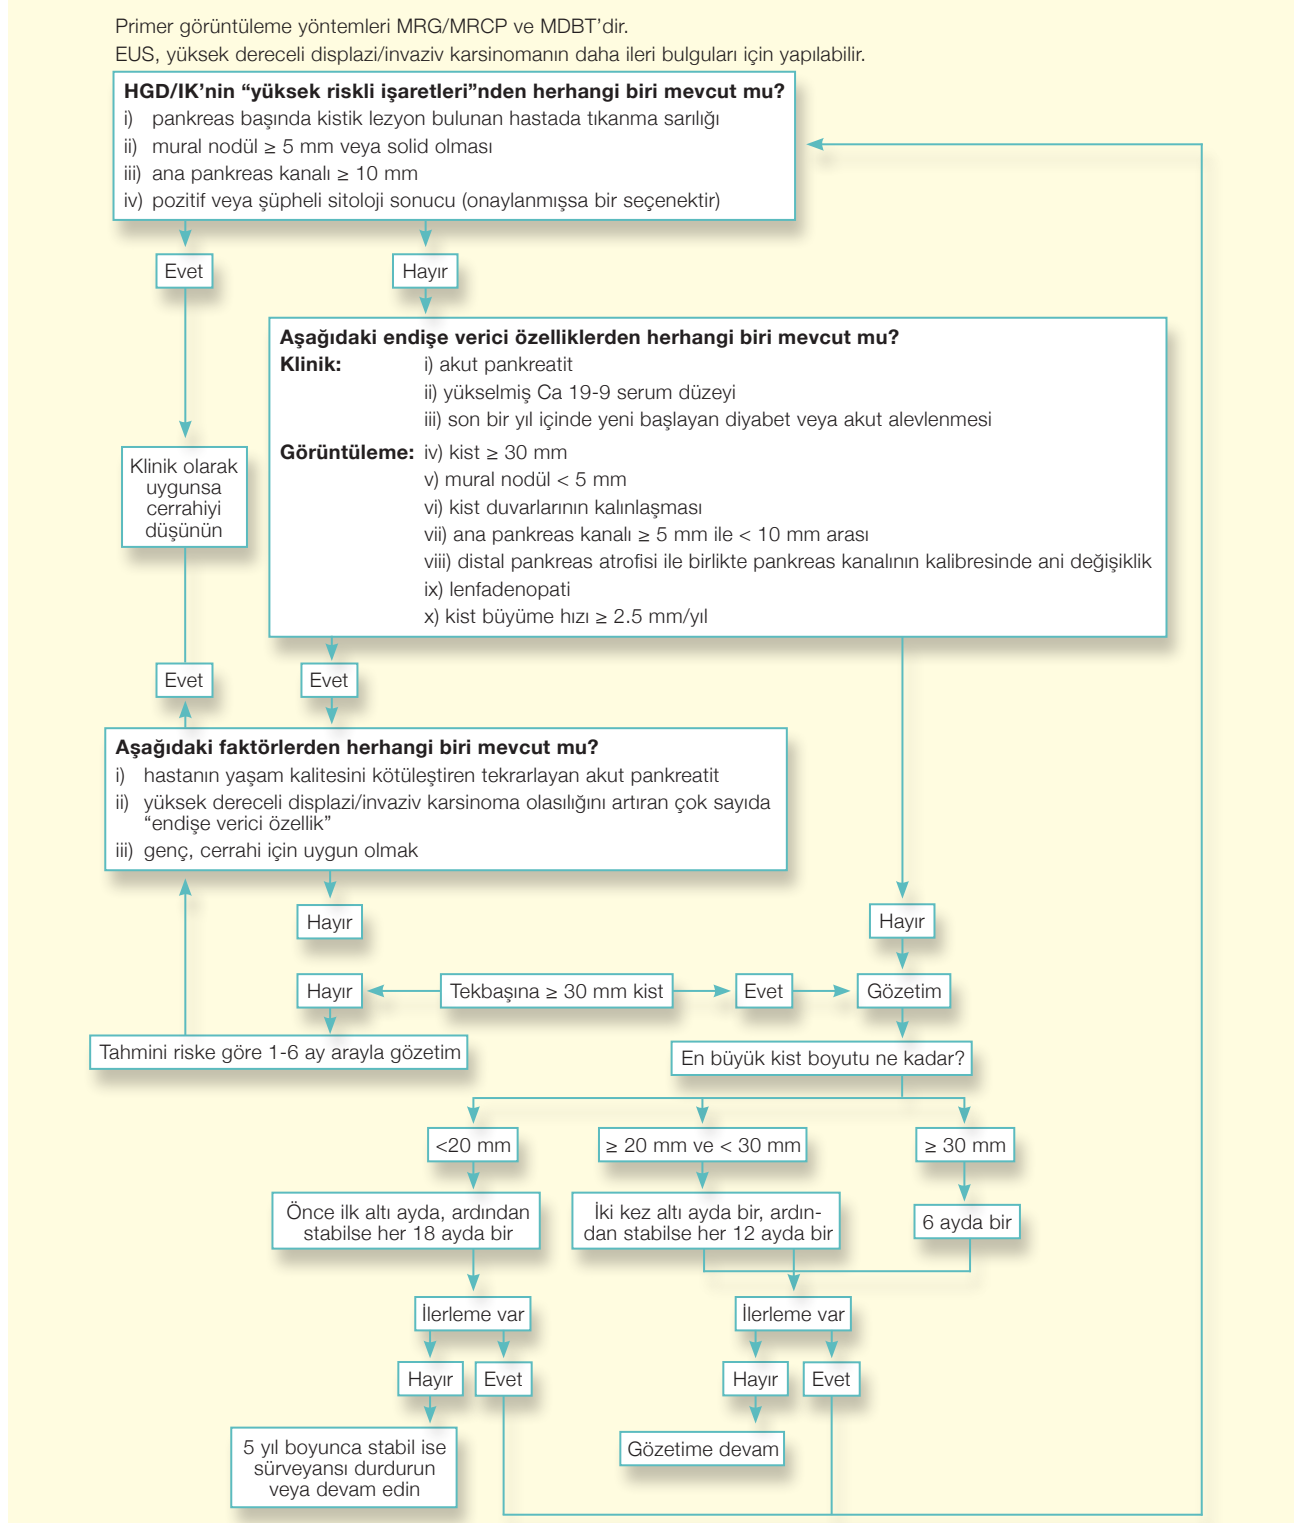 Primer görüntüleme yöntemleri MRG/MRCP ve MDBT’dir.
EUS, yüksek dereceli displazi/invaziv karsinomanın daha ileri bulguları için yapılabilir.
HGD/IK’nin “yüksek riskli işaretleri”nden herhangi biri mevcut mu?
i) pankreas başında kistik lezyon bulunan hastada tıkanma sarılığı
ii) mural nodül ≥ 5 mm veya solid olması
iii) ana pankreas kanalı ≥ 10 mm
iv) pozitif veya şüpheli sitoloji sonucu (onaylanmışsa bir seçenektir)
Evet
Hayır
Aşağıdaki endişe verici özelliklerden herhangi biri mevcut mu?
Klinik: i) akut pankreatit
ii) yükselmiş Ca 19-9 serum düzeyi
iii) son bir yıl içinde yeni başlayan diyabet veya akut alevlenmesi
Görüntüleme: iv) kist ≥ 30 mm
v) mural nodül < 5 mm
vi) kist duvarlarının kalınlaşması
vii) ana pankreas kanalı ≥ 5 mm ile < 10 mm arası
viii) distal pankreas atrofisi ile birlikte pankreas kanalının kalibresinde ani değişiklik
ix) lenfadenopati
x) kist büyüme hızı ≥ 2.5 mm/yıl
Klinik olarak
uygunsa
cerrahiyi
düşünün
Evet
Evet
Aşağıdaki faktörlerden herhangi biri mevcut mu?
i) hastanın yaşam kalitesini kötüleştiren tekrarlayan akut pankreatit
ii) yüksek dereceli displazi/invaziv karsinoma olasılığını artıran çok sayıda
“endişe verici özellik”
iii) genç, cerrahi için uygun olmak
Hayır
Hayır
Hayır
Tekbaşına ≥ 30 mm kist
Evet
Gözetim
Tahmini riske göre 1-6 ay arayla gözetim
En büyük kist boyutu ne kadar?
<20 mm
≥ 20 mm ve < 30 mm
≥ 30 mm
Önce ilk altı ayda, ardından
stabilse her 18 ayda bir
İki kez altı ayda bir, ardın-
dan stabilse her 12 ayda bir
6 ayda bir
İlerleme var
İlerleme var
Hayır
Evet
Hayır
Evet
5 yıl boyunca stabil ise
sürveyansı durdurun
veya devam edin
Gözetime devam